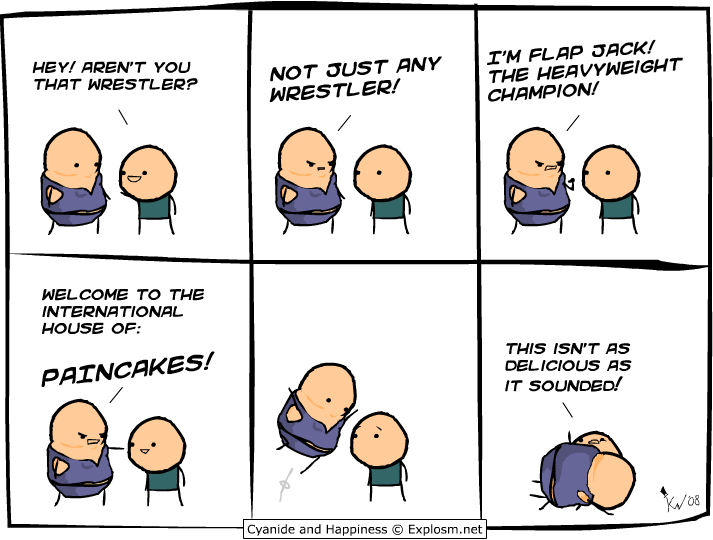 HEY! AREN'T YOU
THAT WRESTLER?
NOT JUST ANY
WRESTLER!
I'M FLAP JACK!
THE HEAVYWEIGHT
CHAMPION!
WELCOME TO THE
INTERNATIONAL
HOUSE OF:
PAINCAKES!
THIS ISN'T AS
DELICIOUS AS
IT SOUNDED!
KW '08
Cyanide and Happiness © Explosm.net